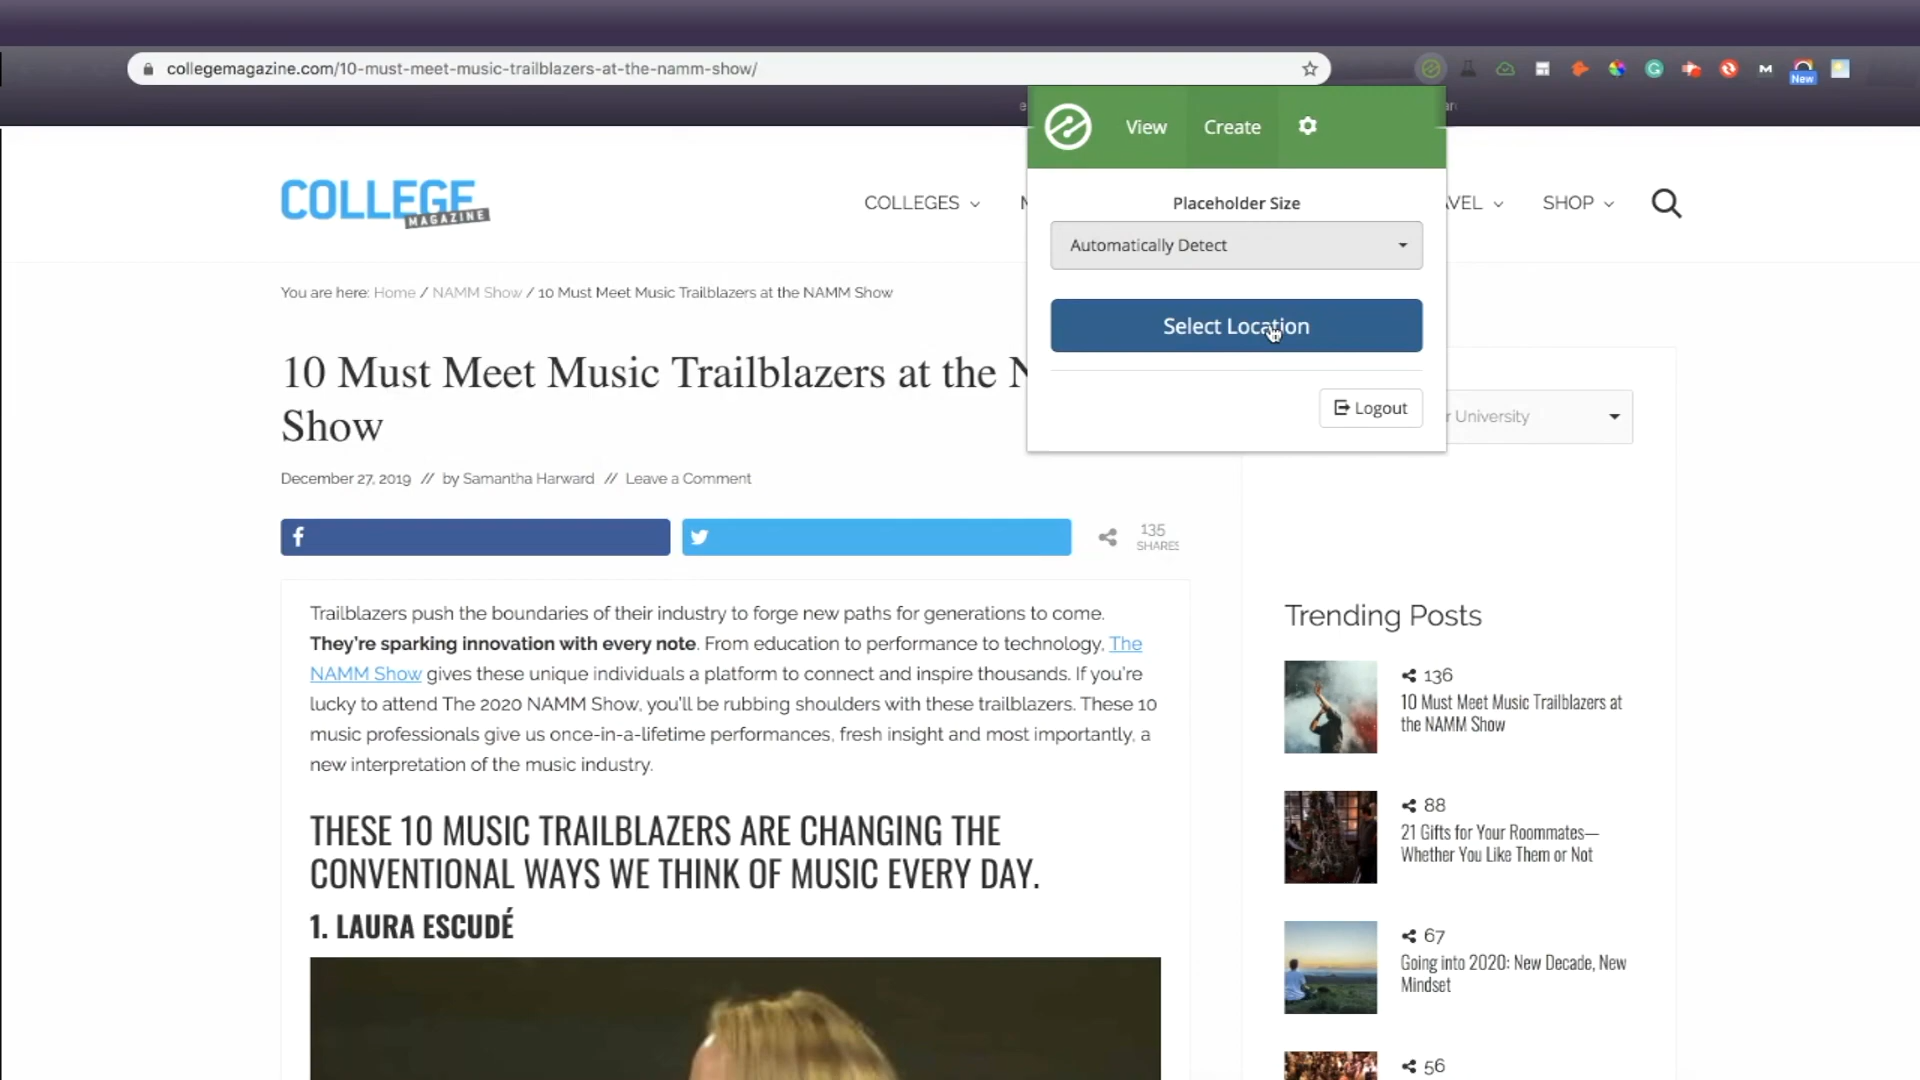 collegemagazine.com/10-must-meet-music-trailblazers-at-the-namm-show/
New
View
Create
COLLEGE
MAGAZINE
COLLEGES
SHOP
Placeholder Size
Automatically Detect
Select Location
Logout
You are here: Home / NAMM Show / 10 Must Meet Music Trailblazers at the NAMM Show
10 Must Meet Music Trailblazers at the
Show
December 27, 2019 // by Samantha Harward // Leave a Comment
University
135
SHARES
Trailblazers push the boundaries of their industry to forge new paths for generations to come.
They're sparking innovation with every note. From education to performance to technology, The
NAMM Show gives these unique individuals a platform to connect and inspire thousands. If you're
lucky to attend The 2020 NAMM Show, you'll be rubbing shoulders with these trailblazers. These 10
music professionals give us once-in-a-lifetime performances, fresh insight and most importantly, a
new interpretation of the music industry.
THESE 10 MUSIC TRAILBLAZERS ARE CHANGING THE
CONVENTIONAL WAYS WE THINK OF MUSIC EVERY DAY.
1. LAURA ESCUDÉ
Trending Posts
136
10 Must Meet Music Trailblazers at
the NAMM Show
88
21 Gifts for Your Roommates—
Whether You Like Them or Not
67
Going into 2020: New Decade, New
Mindset
56